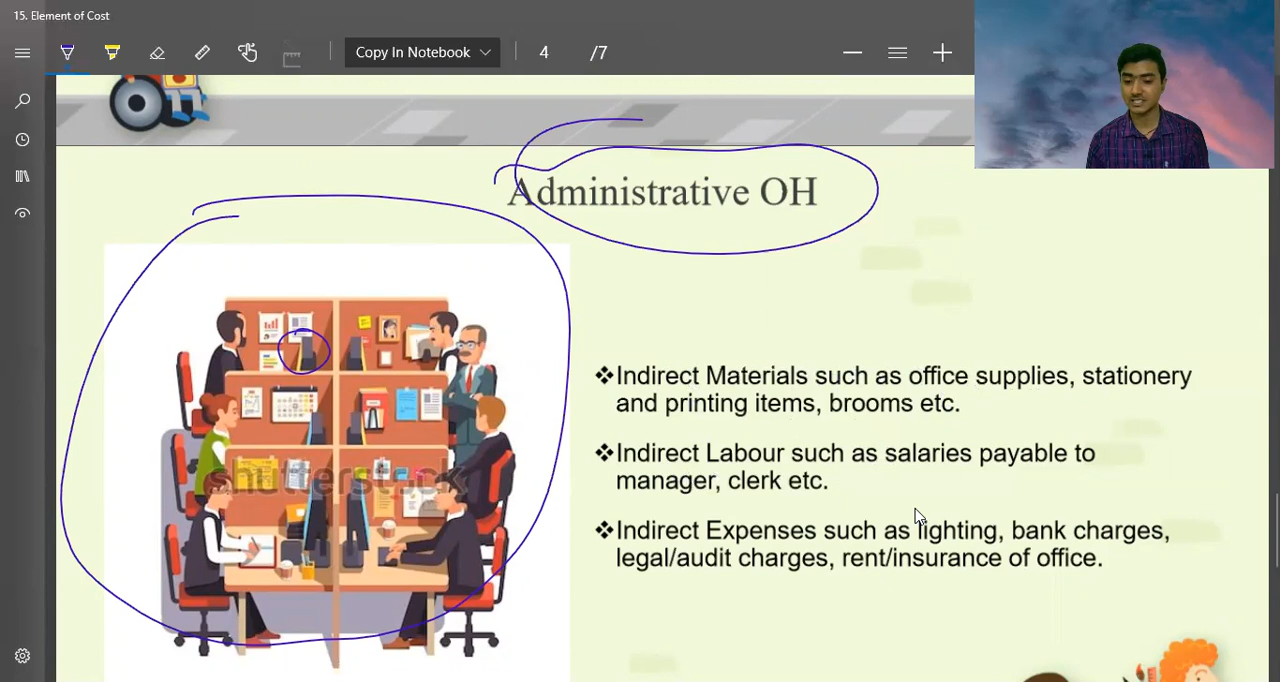 15. Element of Cost
Copy In Notebook
4
/7
Administrative OH
❖Indirect Materials such as office supplies, stationery
and printing items, brooms etc.
❖Indirect Labour such as salaries payable to
manager, clerk etc.
❖Indirect Expenses such as lighting, bank charges,
legal/audit charges, rent/insurance of office.
shutterstock